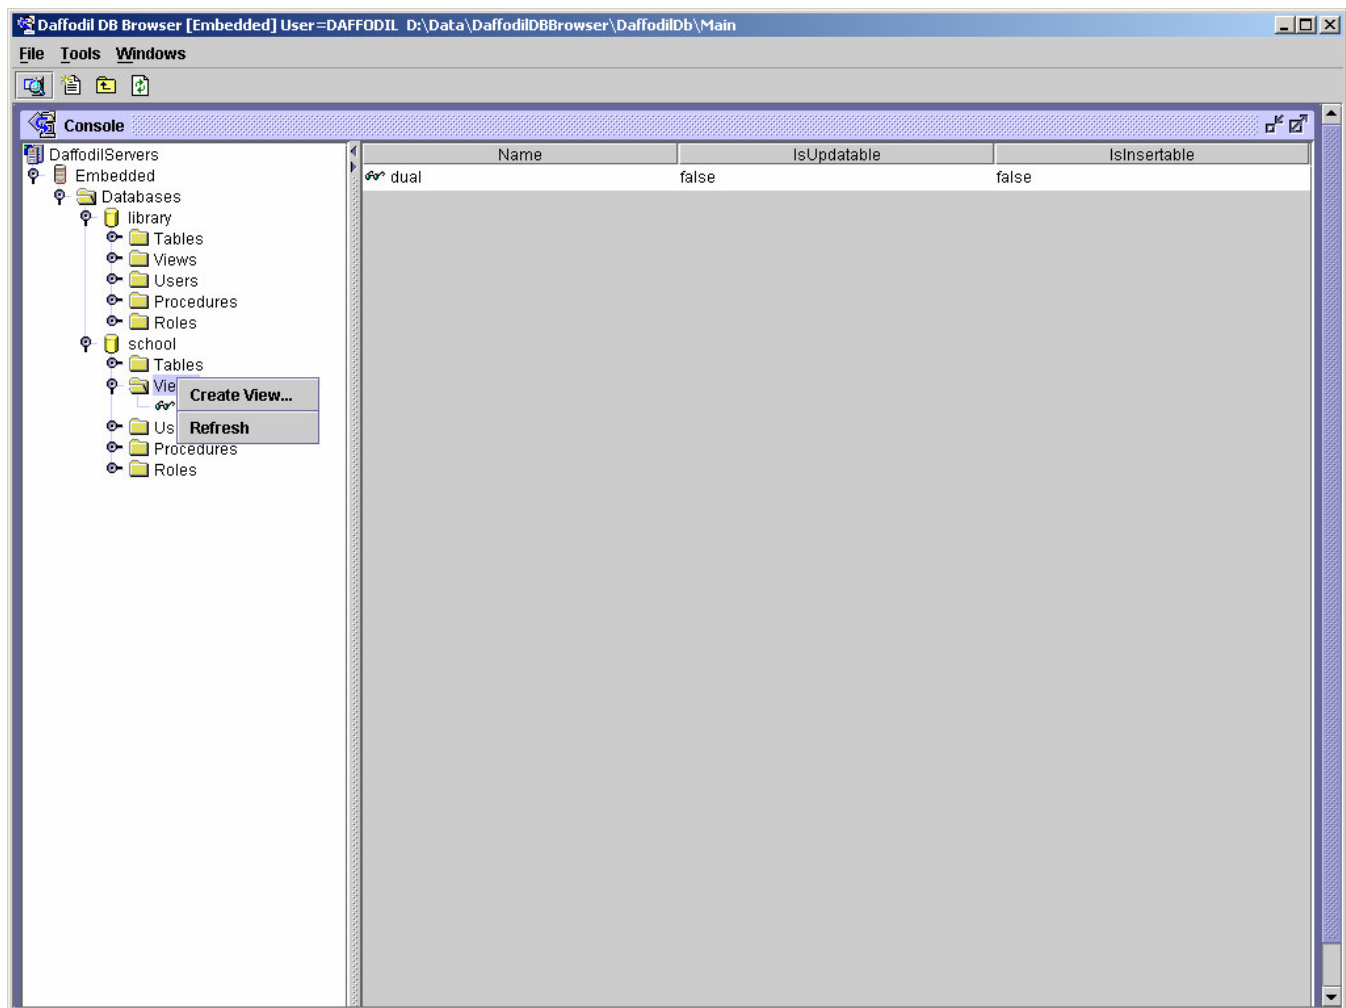 Daffodil DB Browser [Embedded] User=DAFFODIL D:\Data\DaffodilDBBrowser\DaffodilDb\Main
File Tools Windows
Console
DaffodilServers
Embedded
Databases
library
Tables
Views
Users
Procedures
Roles
school
Tables
Vie
Us
Procedures
Roles
Create View...
Refresh
Name IsUpdatable IsInsertable
dual false false